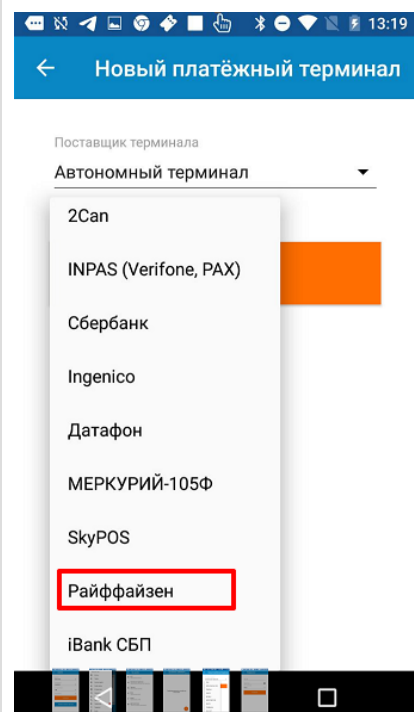 13:19
Новый платёжный терминал
Поставщик терминала
Автономный терминал
2Can
INPAS (Verifone, PAX)
Сбербанк
Ingenico
Датафон
МЕРКУРИЙ-105Ф
SkyPOS
Райффайзен
iBank СБП